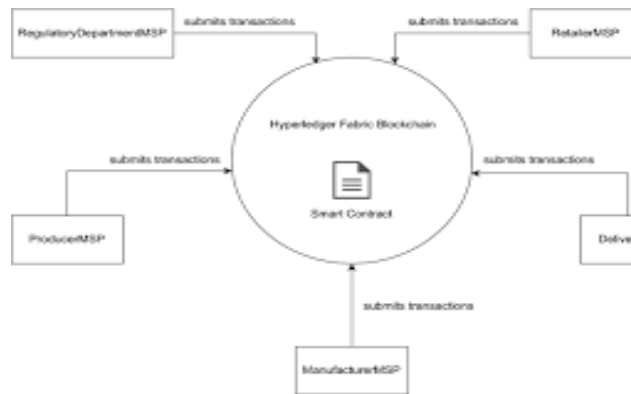 submits transactions
submits transactions
RegulatoryDepartmentMSP
RetailerMSP
Hyperledger Fabric Blockchain
submits transactions
submits transactions
Smart Contract
ProducerMSP
Delive
submits transactions
ManufacturerMSP